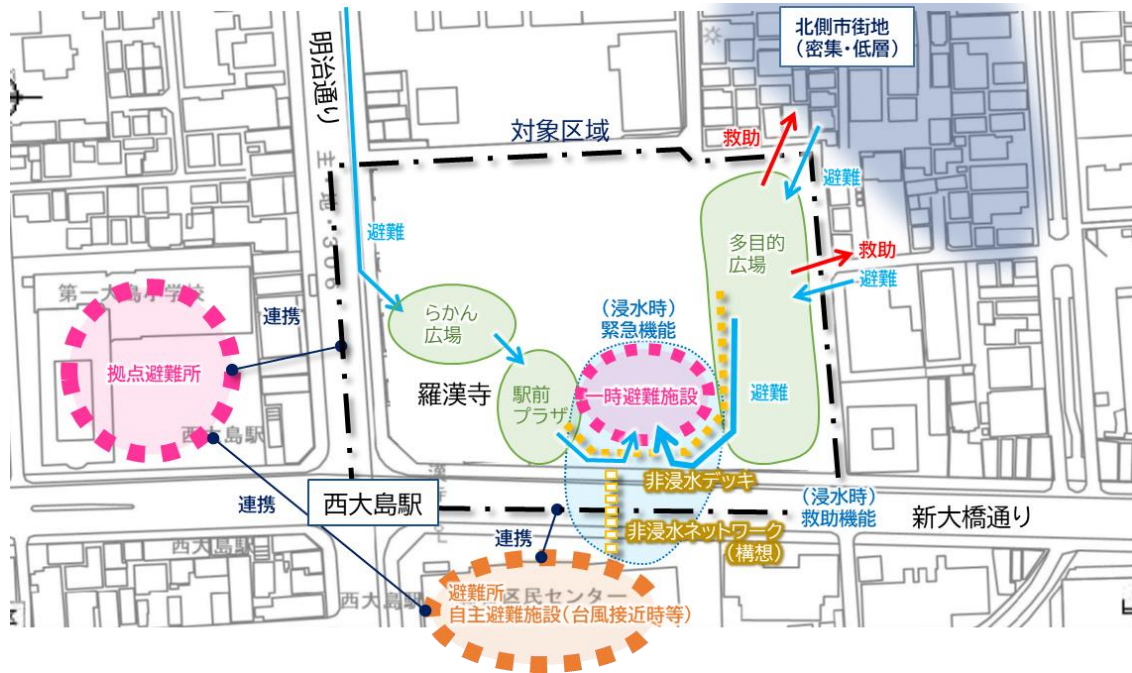 北側市街地
（密集・低層）
明治通り
対象区域
救助
避難
主地・306
避難
多目的
広場
救助
避難
第一大島小学校
連携
らかん
広場
（浸水時）
緊急機能
拠点避難所
羅漢寺
駅前
プラザ
一時避難施設
避難
西大島駅
非浸水デッキ
（浸水時）
救助機能
連携
西大島駅
新大橋通り
連携
非浸水ネットワーク
（構想）
西大島駅
西大島駅
避難所
区民センター
自主避難施設（台風接近時等）